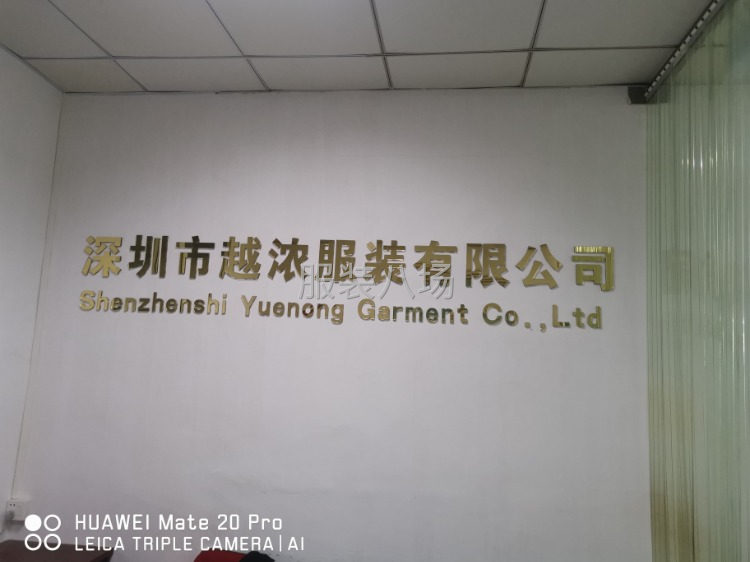 深圳市越浓服装有限公司
服装八场
Shenzhenshi Yuenong Garment Co.,Ltd
HUAWEI Mate 20 Pro
LEICA TRIPLE CAMERA | AI